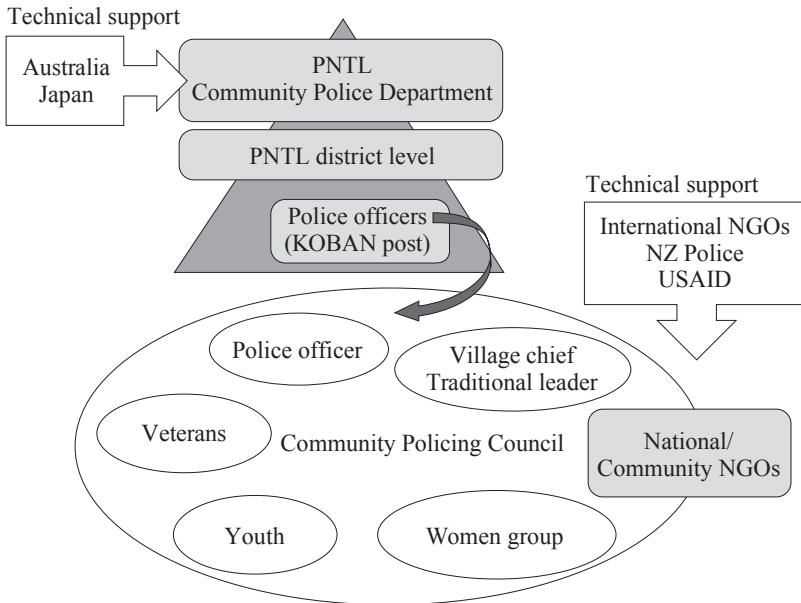 Technical support
Australia
Japan
PNTL
Community Police Department
PNTL district level
Police officers
(KOBAN post)
Technical support
International NGOs
NZ Police
USAID
Police officer
Village chief
Traditional leader
Veterans
Community Policing Council
National/
Community NGOs
Youth
Women group